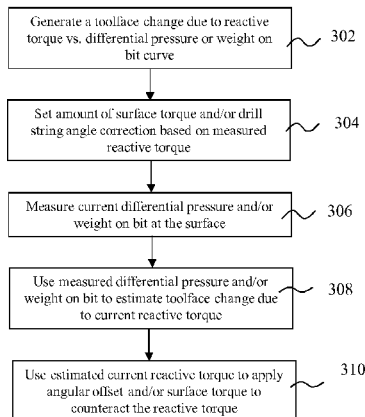 Generate a toolface change due to reactive
torque vs. differential pressure or weight on
bit curve
302
Set amount of surface torque and/or drill
string angle correction based on measured
reactive torque
304
Measure current differential pressure and/or
weight on bit at the surface
306
Use measured differential pressure and/or
weight on bit to estimate toolface change due
to current reactive torque
308
Use estimated current reactive torque to apply
angular offset and/or surface torque to
counteract the reactive torque
310